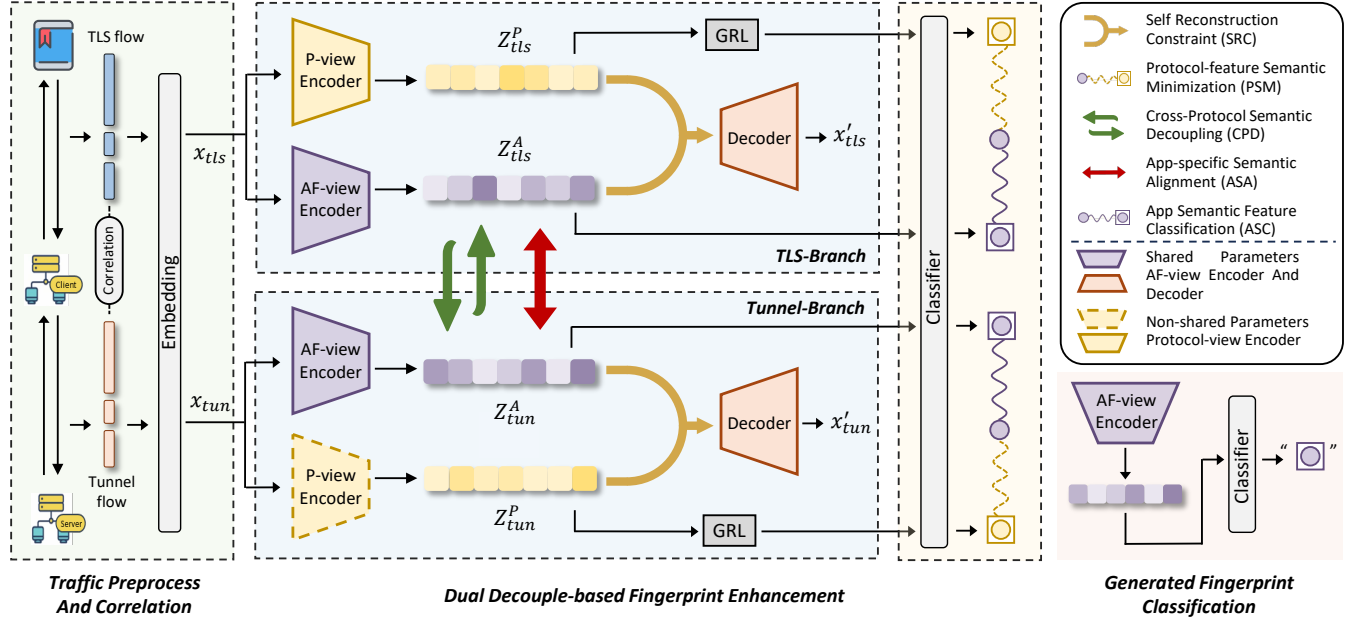 TLS flow
Correlation
Client
Server
Tunnel
flow
Embedding
x_tls
x_tun
P-view
Encoder
Z^P_tls
GRL
AF-view
Encoder
Z^A_tls
Decoder
x'_tls
TLS-Branch
Tunnel-Branch
AF-view
Encoder
Z^A_tun
Decoder
x'_tun
P-view
Encoder
Z^P_tun
GRL
Classifier
Self Reconstruction
Constraint (SRC)
Protocol-feature Semantic
Minimization (PSM)
Cross-Protocol Semantic
Decoupling (CPD)
App-specific Semantic
Alignment (ASA)
App Semantic Feature
Classification (ASC)
Shared Parameters
AF-view Encoder And
Decoder
Non-shared Parameters
Protocol-view Encoder
AF-view
Encoder
Classifier
“ ”
Traffic Preprocess
And Correlation
Dual Decouple-based Fingerprint Enhancement
Generated Fingerprint
Classification